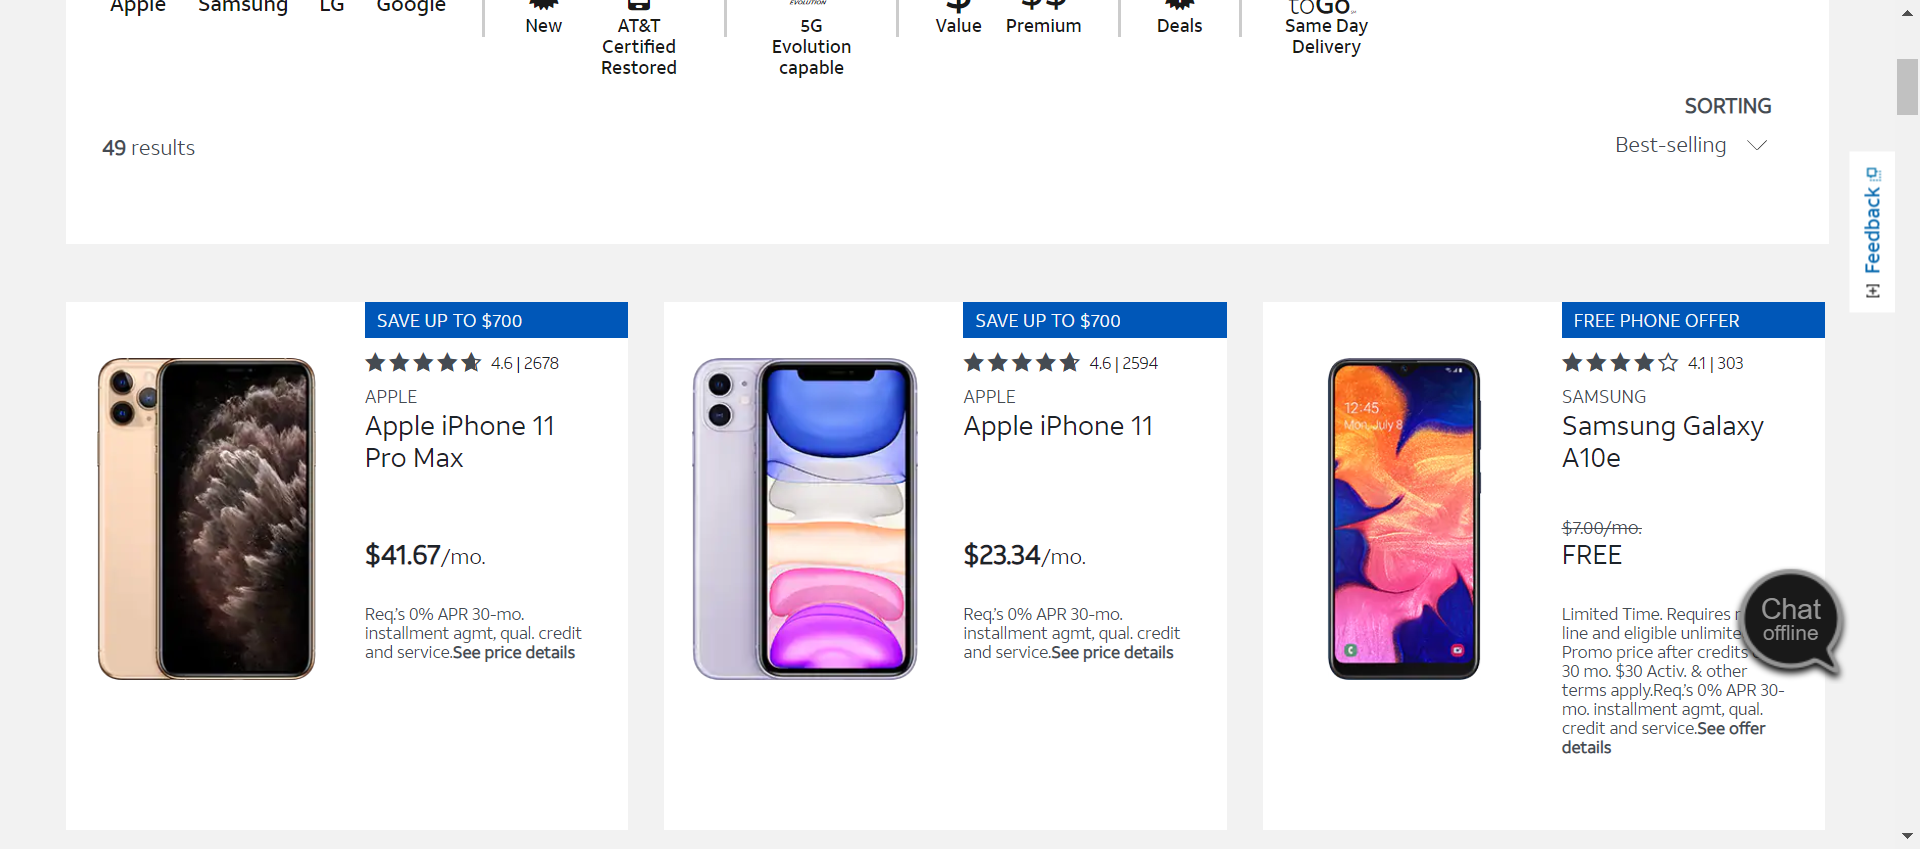 Apple Samsung LG Google
New
AT&T
Certified
Restored
EVOLUTION
5G
Evolution
capable
Value
Premium
Deals
toGo
Same Day
Delivery
SORTING
49 results
Best-selling
Feedback
[+]
SAVE UP TO $700
4.6 | 2678
APPLE
Apple iPhone 11
Pro Max
$41.67/mo.
Req.’s 0% APR 30-mo.
installment agmt, qual. credit
and service.See price details
SAVE UP TO $700
4.6 | 2594
APPLE
Apple iPhone 11
$23.34/mo.
Req.’s 0% APR 30-mo.
installment agmt, qual. credit
and service.See price details
12:45
Mon, July 8
FREE PHONE OFFER
4.1 | 303
SAMSUNG
Samsung Galaxy
A10e
$7.00/mo.
FREE
Limited Time. Requires
line and eligible
Promo price after credits
30 mo. $30 Activ. & other
terms apply.Req.’s 0% APR 30-
mo. installment agmt, qual.
credit and service.See offer
details
Chat
offline